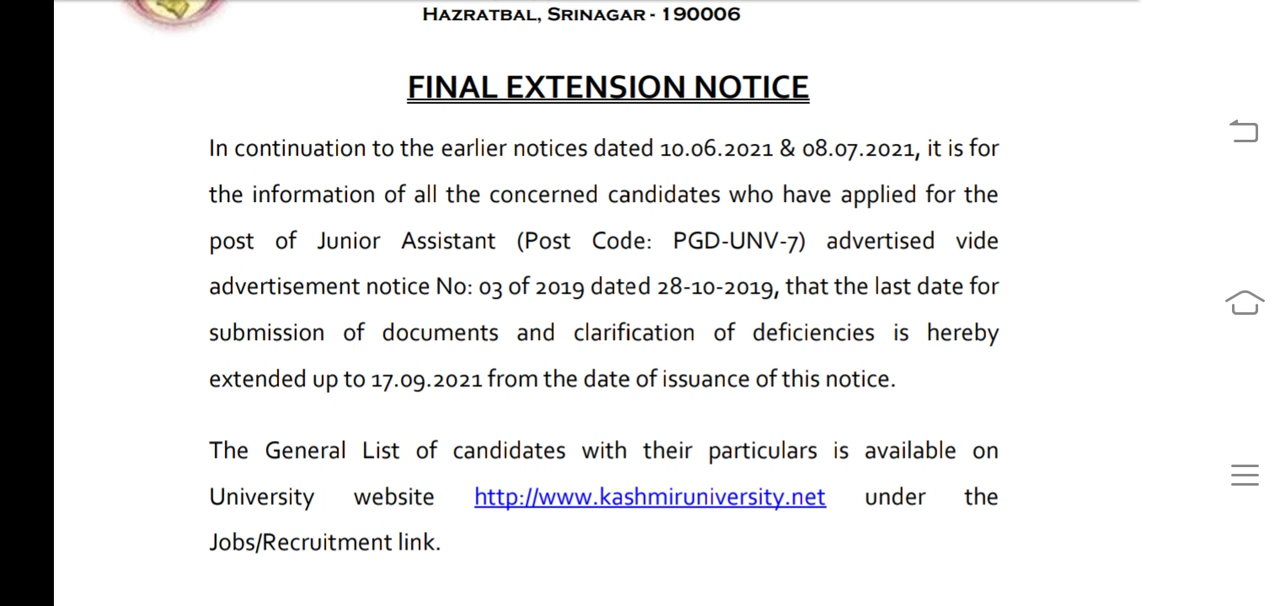 HAZRATBAL, SRINAGAR - 190006
FINAL EXTENSION NOTICE
In continuation to the earlier notices dated 10.06.2021 & 08.07.2021, it is for
the information of all the concerned candidates who have applied for the
post of Junior Assistant (Post Code: PGD-UNV-7) advertised vide
advertisement notice No: 03 of 2019 dated 28-10-2019, that the last date for
submission of documents and clarification of deficiencies is hereby
extended up to 17.09.2021 from the date of issuance of this notice.
The General List of candidates with their particulars is available on
University website http://www.kashmiruniversity.net under the
Jobs/Recruitment link.